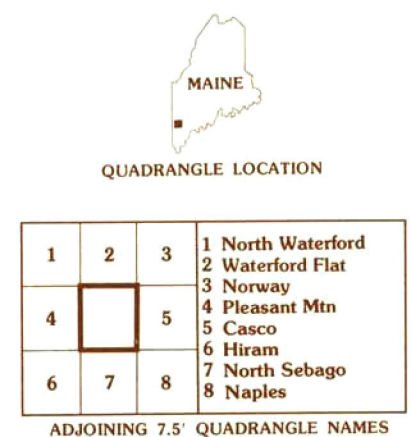 MAINE
QUADRANGLE LOCATION
1 2 3
4 5
6 7 8
1 North Waterford
2 Waterford Flat
3 Norway
4 Pleasant Mtn
5 Casco
6 Hiram
7 North Sebago
8 Naples
ADJOINING 7.5' QUADRANGLE NAMES